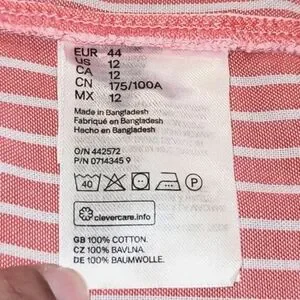 EUR 44
US 12
CA 12
CN 175/100A
MX 12
Made in Bangladesh
Fabriqué en Bangladesh
Hecho en Bangladesh
O/N 442572
P/N 0714345 9
40
P
clevercare.info
GB 100% COTTON.
CZ 100% BAVLNA.
DE 100% BAUMWOLLE.